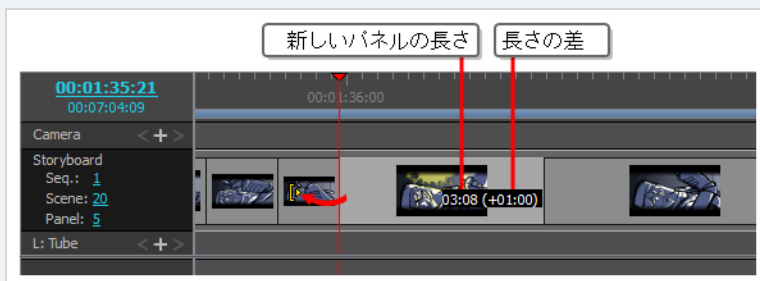 新しいパネルの長さ
長さの差
00:01:35:21
00:07:04:09
00:01:36:00
Camera < + >
Storyboard
Seq.: 1
Scene: 20
Panel: 5
03:08 (+01:00)
L: Tube < + >